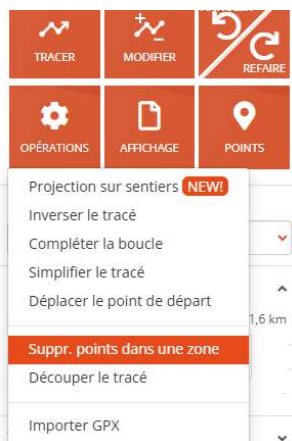 TRACER
MODIFIER
REFAIRE
OPÉRATIONS
AFFICHAGE
POINTS
Projection sur sentiers NEW!
Inverser le tracé
Compléter la boucle
Simplifier le tracé
Déplacer le point de départ
1,6 km
Suppr. points dans une zone
Découper le tracé
Importer GPX